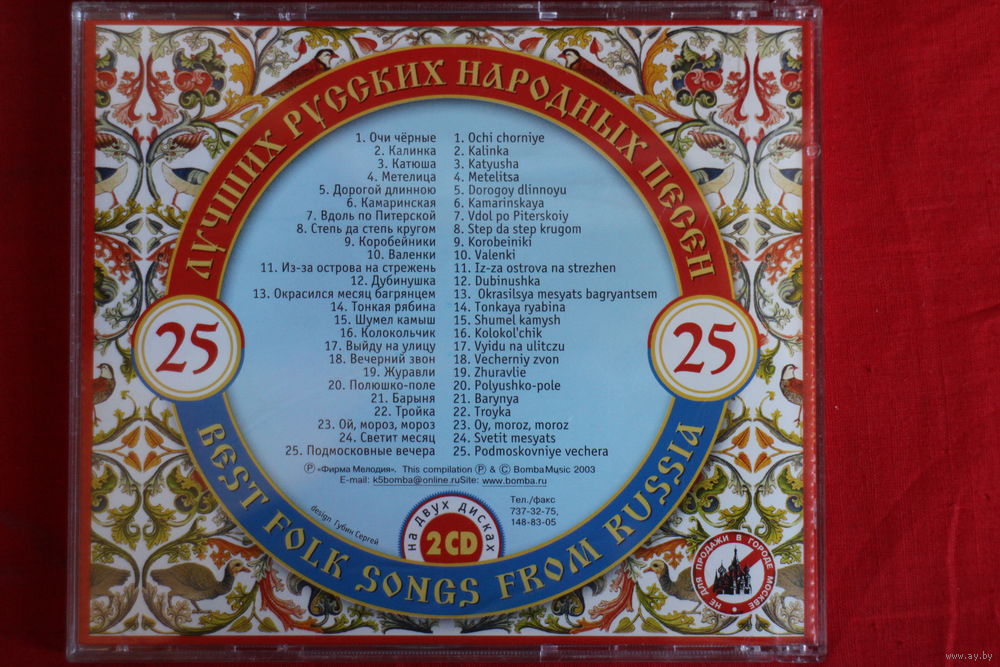 ЛУЧШИХ РУССКИХ НАРОДНЫХ ПЕСЕН
1. Очи чёрные
2. Калинка
3. Катюша
4. Метелица
5. Дорогой длинною
6. Камаринская
7. Вдоль по Питерской
8. Степь да степь кругом
9. Коробейники
10. Валенки
11. Из-за острова на стрежень
12. Дубинушка
13. Окрасился месяц багрянцем
14. Тонкая рябина
15. Шумел камыш
16. Колокольчик
17. Выйду на улицу
18. Вечерний звон
19. Журавли
20. Полюшко-поле
21. Барыня
22. Тройка
23. Ой, мороз, мороз
24. Светит месяц
25. Подмосковные вечера
1. Ochi chorniye
2. Kalinka
3. Katyusha
4. Metelitsa
5. Dorogoy dlinnoyu
6. Kamarinskaya
7. Vdol po Piterskoiy
8. Step da step krugom
9. Korobeiniki
10. Valenki
11. Iz-za ostrova na strezhen
12. Dubinushka
13. Okrasilsya mesyats bagryantsem
14. Tonkaya ryabina
15. Shumel kamysh
16. Kolokol'chik
17. Vyidu na ulitczu
18. Vecherniy zvon
19. Zhuravlie
20. Polyushko-pole
21. Barynya
22. Troyka
23. Oy, moroz, moroz
24. Svetit mesyats
25. Podmoskovniye vechera
25
25
Ⓟ «Фирма Мелодия». This compilation Ⓟ & © BombaMusic 2003
E-mail: k5bomba@online.ruSite: www.bomba.ru
Тел./факс
737-32-75,
148-83-05
design Губин Сергей
на двух дисках
2 CD
BEST FOLK SONGS FROM RUSSIA
НЕ ДЛЯ ПРОДАЖИ В ГОРОДЕ МОСКВЕ
www.ay.by